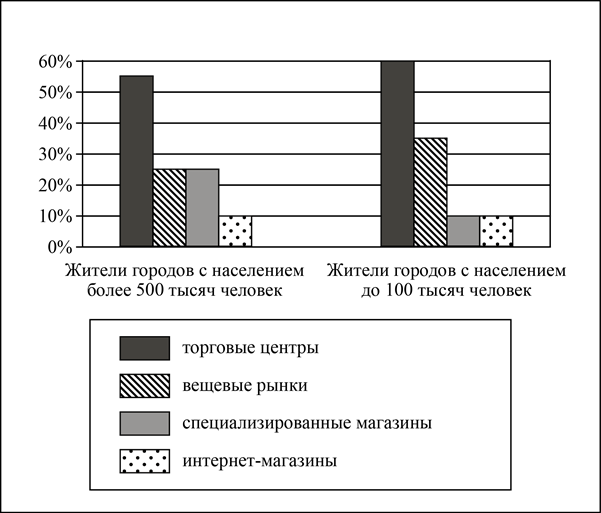 60%
50%
40%
30%
20%
10%
0%
Жители городов с населением
более 500 тысяч человек
Жители городов с населением
до 100 тысяч человек
торговые центры
вещевые рынки
специализированные магазины
интернет-магазины